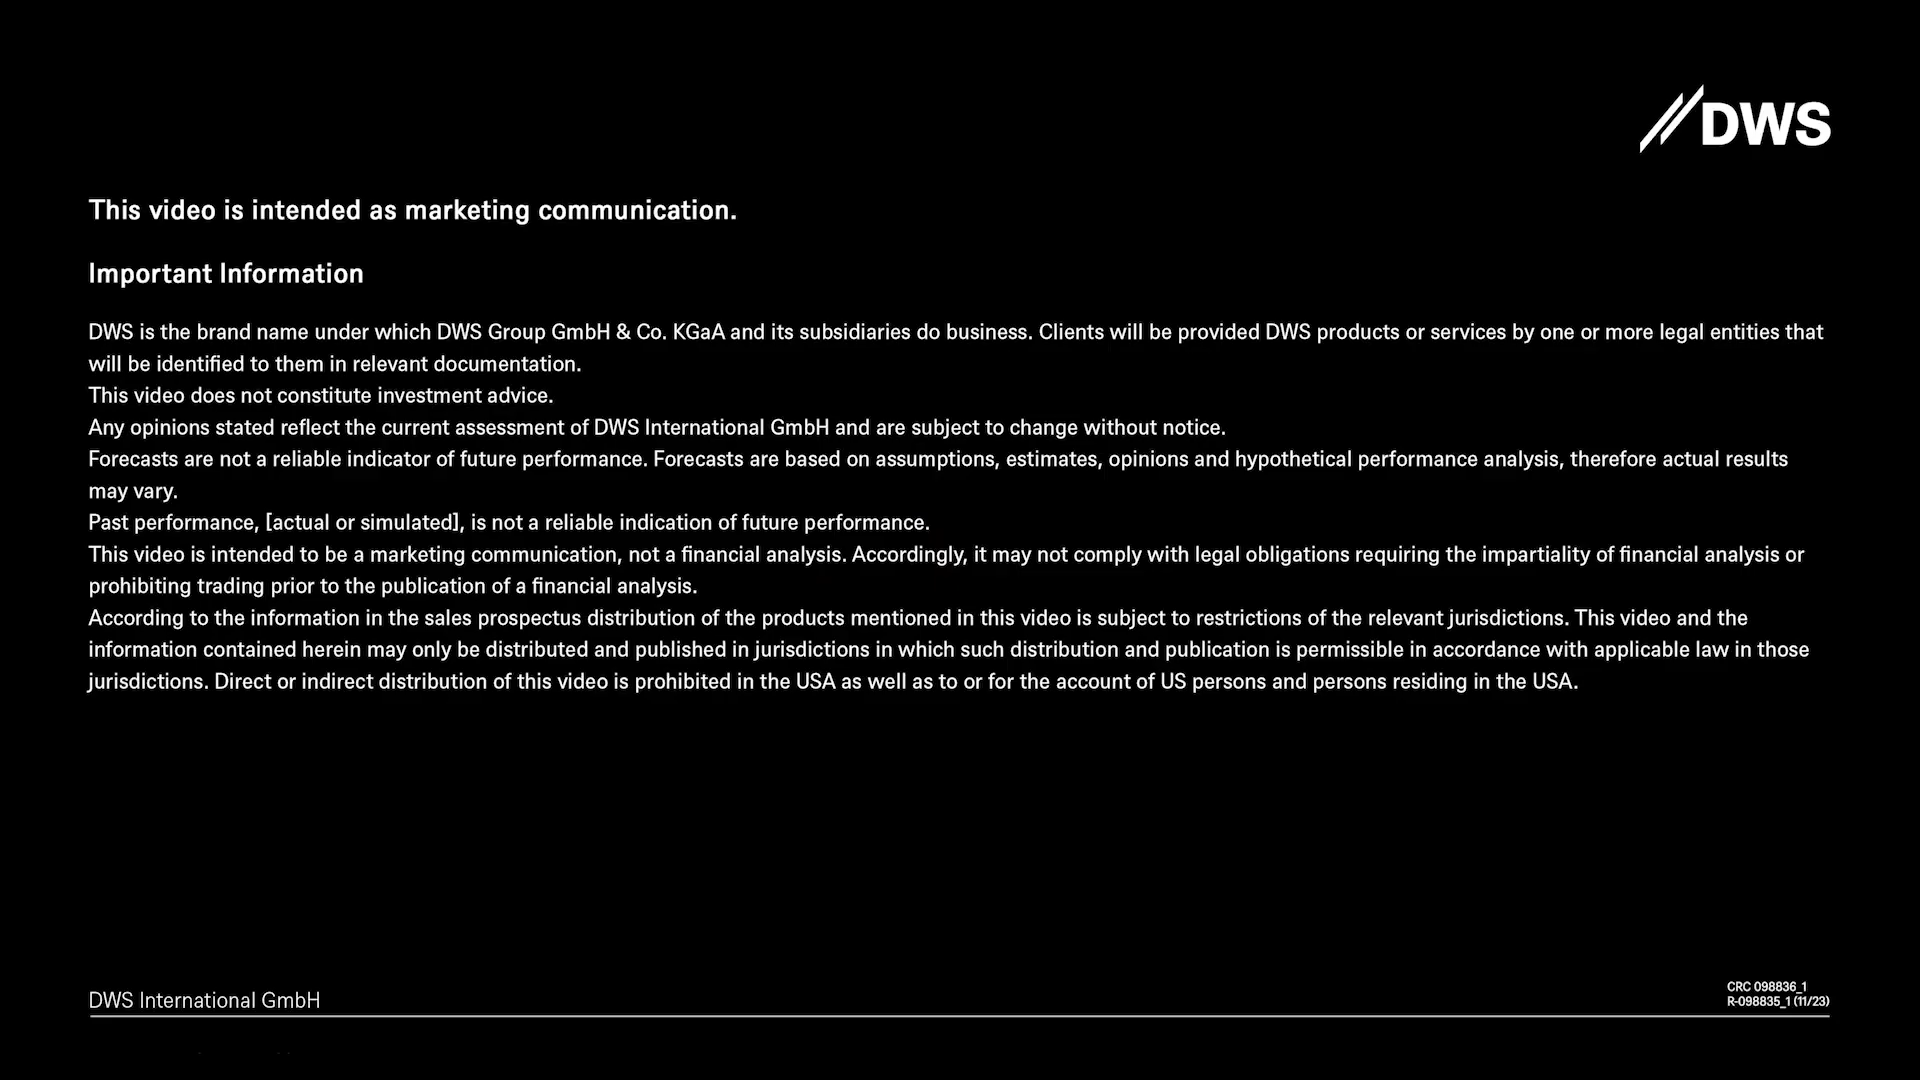 DWS
This video is intended as marketing communication.
Important Information
DWS is the brand name under which DWS Group GmbH & Co. KGaA and its subsidiaries do business. Clients will be provided DWS products or services by one or more legal entities that
will be identified to them in relevant documentation.
This video does not constitute investment advice.
Any opinions stated reflect the current assessment of DWS International GmbH and are subject to change without notice.
Forecasts are not a reliable indicator of future performance. Forecasts are based on assumptions, estimates, opinions and hypothetical performance analysis, therefore actual results
may vary.
Past performance, [actual or simulated], is not a reliable indication of future performance.
This video is intended to be a marketing communication, not a financial analysis. Accordingly, it may not comply with legal obligations requiring the impartiality of financial analysis or
prohibiting trading prior to the publication of a financial analysis.
According to the information in the sales prospectus distribution of the products mentioned in this video is subject to restrictions of the relevant jurisdictions. This video and the
information contained herein may only be distributed and published in jurisdictions in which such distribution and publication is permissible in accordance with applicable law in those
jurisdictions. Direct or indirect distribution of this video is prohibited in the USA as well as to or for the account of US persons and persons residing in the USA.
DWS International GmbH
CRC 098836_1
R-098835_1 (11/23)